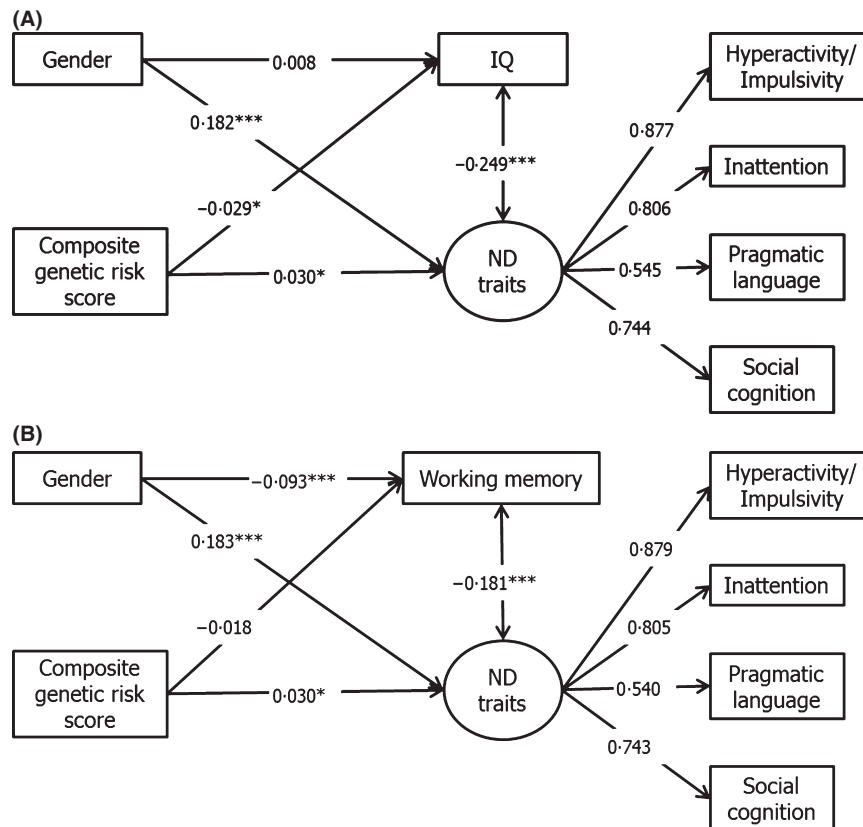 (A)
Gender
0·008
IQ
Hyperactivity/
Impulsivity
0·182***
0·877
−0·249***
Inattention
−0·029*
0·806
Composite
genetic risk
score
0·030*
ND
traits
0·545
Pragmatic
language
0·744
Social
cognition
(B)
Gender
−0·093***
Working memory
Hyperactivity/
Impulsivity
0·183***
0·879
−0·181***
Inattention
−0·018
0·805
Composite
genetic risk
score
0·030*
ND
traits
0·540
Pragmatic
language
0·743
Social
cognition